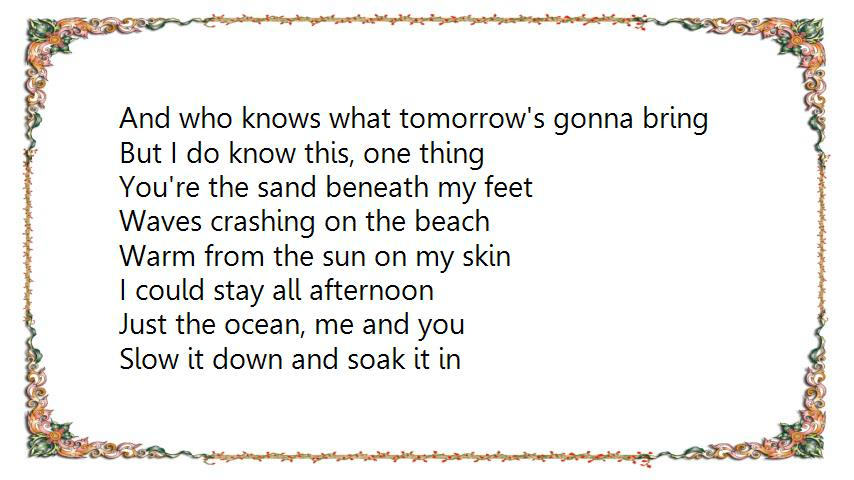 And who knows what tomorrow's gonna bring
But I do know this, one thing
You're the sand beneath my feet
Waves crashing on the beach
Warm from the sun on my skin
I could stay all afternoon
Just the ocean, me and you
Slow it down and soak it in